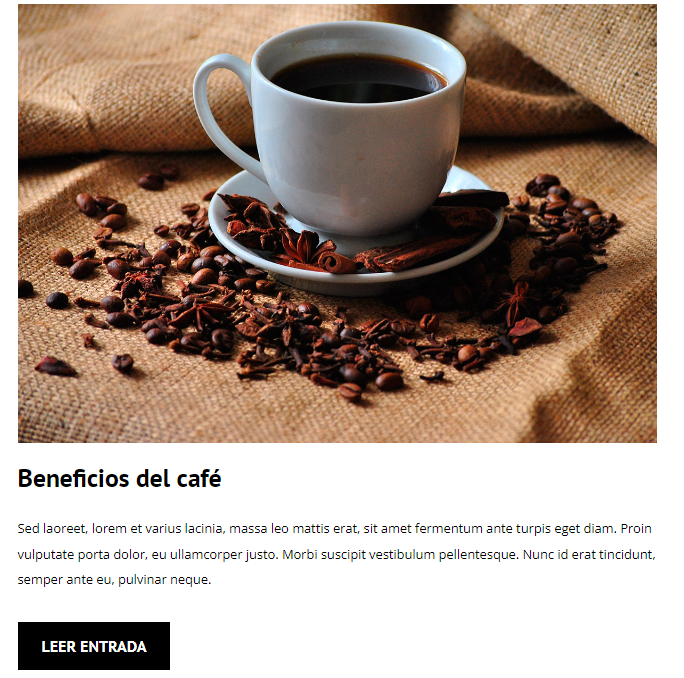 Beneficios del café
Sed laoreet, lorem et varius lacinia, massa leo mattis erat, sit amet fermentum ante turpis eget diam. Proin
vulputate porta dolor, eu ullamcorper justo. Morbi suscipit vestibulum pellentesque. Nunc id erat tincidunt,
semper ante eu, pulvinar neque.
LEER ENTRADA